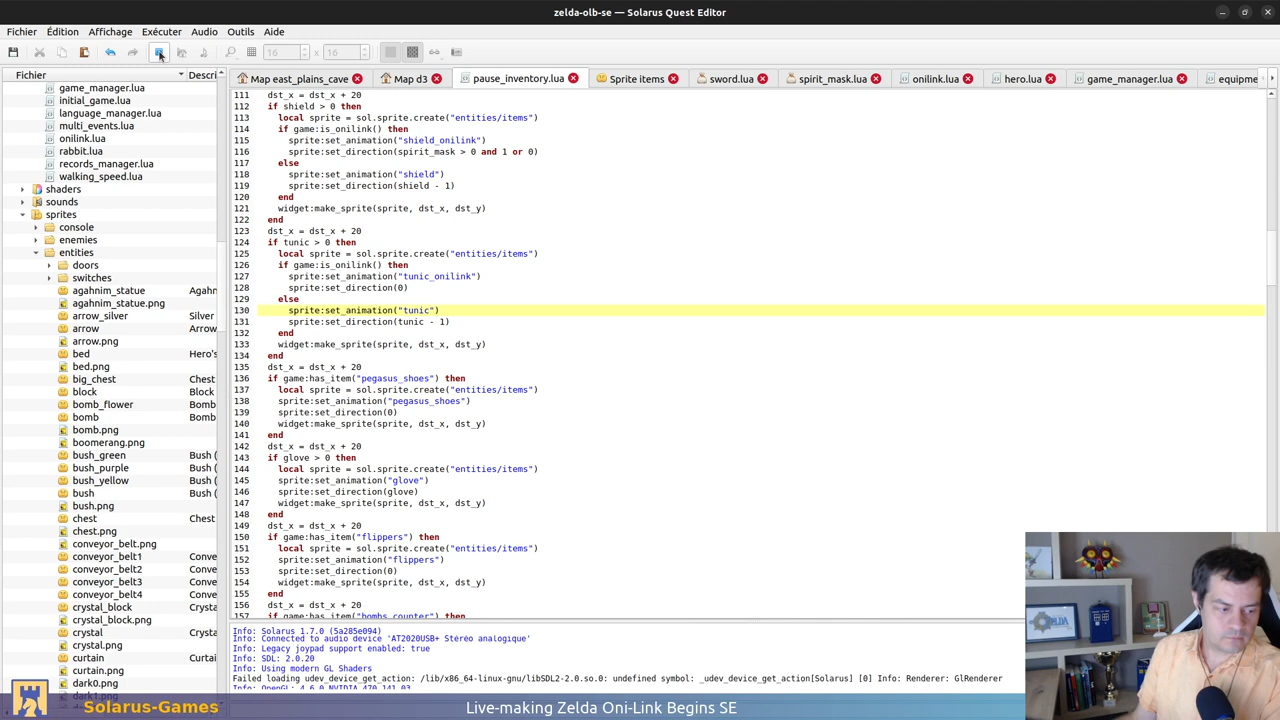 zelda-olb-se — Solarus Quest Editor
Fichier Édition Affichage Exécuter Audio Outils Aide
16 x 16
Fichier Descri
Map east_plains_cave Map d3 pause_inventory.lua Sprite items sword.lua spirit_mask.lua onilink.lua hero.lua game_manager.lua equipme
game_manager.lua
initial_game.lua
language_manager.lua
multi_events.lua
onilink.lua
rabbit.lua
records_manager.lua
walking_speed.lua
shaders
sounds
sprites
console
enemies
entities
doors
switches
agahnim_statue Agahn
agahnim_statue.png
arrow_silver Silver
arrow Arrow
arrow.png
bed Hero's
bed.png
big_chest Chest
block Block
bomb_flower Bomb
bomb Bomb
bomb.png
boomerang.png
bush_green Bush (
bush_purple Bush (
bush_yellow Bush (
bush Bush (
bush.png
chest Chest
chest.png
conveyor_belt.png
conveyor_belt1 Conve
conveyor_belt2 Conve
conveyor_belt3 Conve
conveyor_belt4 Conve
crystal_block Crysta
crystal_block.png
crystal Crysta
crystal.png
curtain Curtai
curtain.png
dark0.png
dark1.png
111 dst_x = dst_x + 20
112 if shield > 0 then
113 local sprite = sol.sprite.create("entities/items")
114 if game:is_onilink() then
115 sprite:set_animation("shield_onilink")
116 sprite:set_direction(spirit_mask > 0 and 1 or 0)
117 else
118 sprite:set_animation("shield")
119 sprite:set_direction(shield - 1)
120 end
121 widget:make_sprite(sprite, dst_x, dst_y)
122 end
123 dst_x = dst_x + 20
124 if tunic > 0 then
125 local sprite = sol.sprite.create("entities/items")
126 if game:is_onilink() then
127 sprite:set_animation("tunic_onilink")
128 sprite:set_direction(0)
129 else
130 sprite:set_animation("tunic")
131 sprite:set_direction(tunic - 1)
132 end
133 widget:make_sprite(sprite, dst_x, dst_y)
134 end
135 dst_x = dst_x + 20
136 if game:has_item("pegasus_shoes") then
137 local sprite = sol.sprite.create("entities/items")
138 sprite:set_animation("pegasus_shoes")
139 sprite:set_direction(0)
140 widget:make_sprite(sprite, dst_x, dst_y)
141 end
142 dst_x = dst_x + 20
143 if glove > 0 then
144 local sprite = sol.sprite.create("entities/items")
145 sprite:set_animation("glove")
146 sprite:set_direction(glove)
147 widget:make_sprite(sprite, dst_x, dst_y)
148 end
149 dst_x = dst_x + 20
150 if game:has_item("flippers") then
151 local sprite = sol.sprite.create("entities/items")
152 sprite:set_animation("flippers")
153 sprite:set_direction(0)
154 widget:make_sprite(sprite, dst_x, dst_y)
155 end
156 dst_x = dst_x + 20
157 if game:has_item("bombs_counter") then
Info: Solarus 1.7.0 (5a285e094)
Info: Connected to audio device 'AT2020USB+ Stéréo analogique'
Info: Legacy joypad support enabled: true
Info: SDL: 2.0.20
Info: Using modern GL Shaders
Failed loading udev_device_get_action: /lib/x86_64-linux-gnu/libSDL2-2.0.so.0: undefined symbol: _udev_device_get_action[Solarus] [0] Info: Renderer: GlRenderer
Info: OpenGL: 4.6.0 NVIDIA 470.141.03
Solarus-Games Live-making Zelda Oni-Link Begins SE